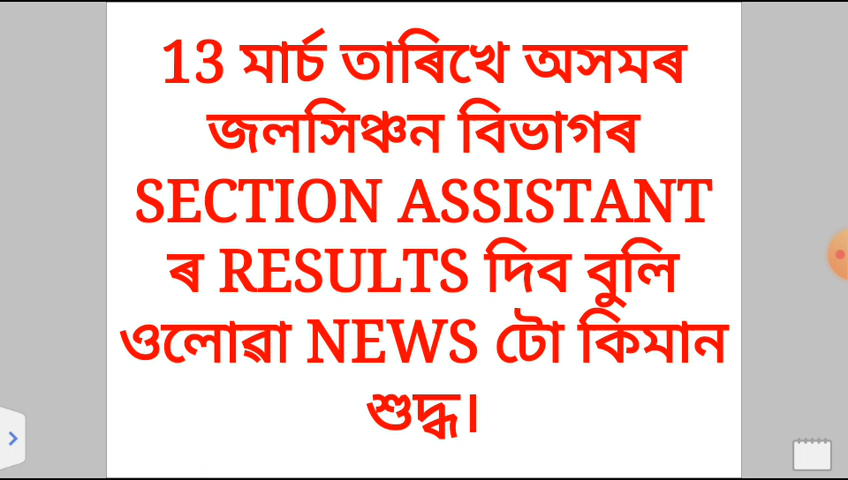 13 মাৰ্চ তাৰিখে অসমৰ
জলসিঞ্চন বিভাগৰ
SECTION ASSISTANT
ৰ RESULTS দিব বুলি
ওলোৱা NEWS টো কিমান
শুদ্ধ।